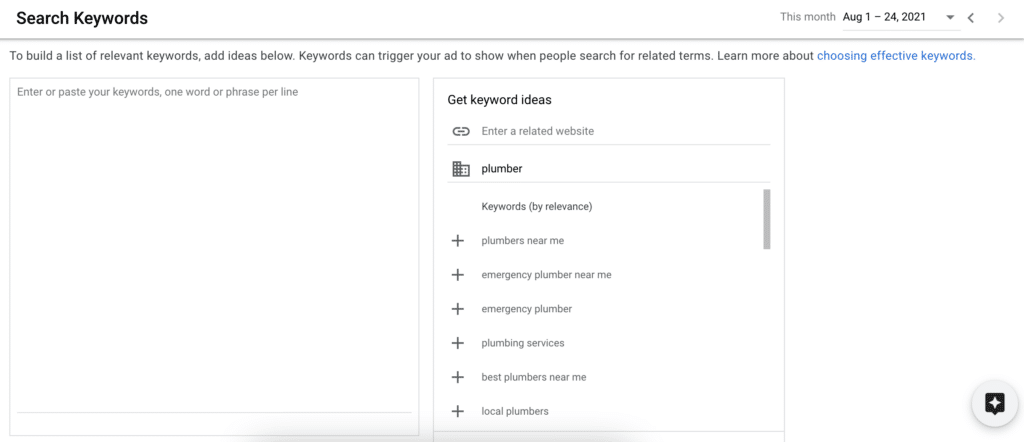 Search Keywords
This month Aug 1 – 24, 2021
To build a list of relevant keywords, add ideas below. Keywords can trigger your ad to show when people search for related terms. Learn more about choosing effective keywords.
Enter or paste your keywords, one word or phrase per line
Get keyword ideas
Enter a related website
plumber
Keywords (by relevance)
plumbers near me
emergency plumber near me
emergency plumber
plumbing services
best plumbers near me
local plumbers